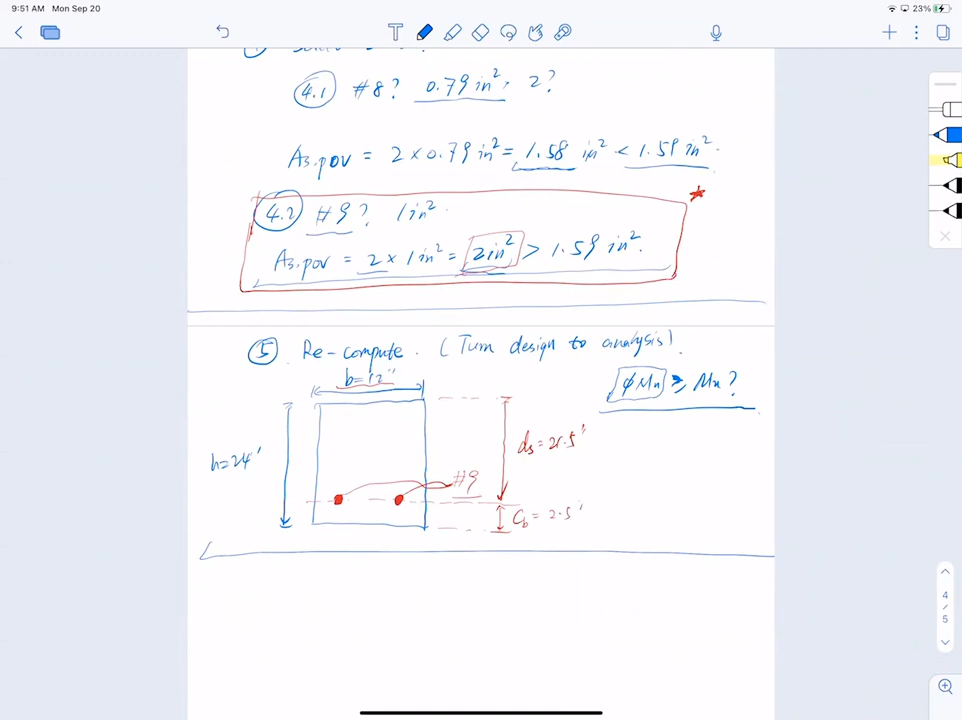 9:51 AM Mon Sep 20
23%
4.1 #8? 0.79 in², 2?
As.pov = 2 × 0.79 in² = 1.58 in² < 1.59 in².
4.2 #9? 1 in².
As.pov = 2 × 1 in² = 2 in² > 1.59 in².
5 Re-compute. (Turn design to analysis).
b=12"
ϕMn ≥ Mu?
h=24'
#9
Cb = 2.5'
4
/
5